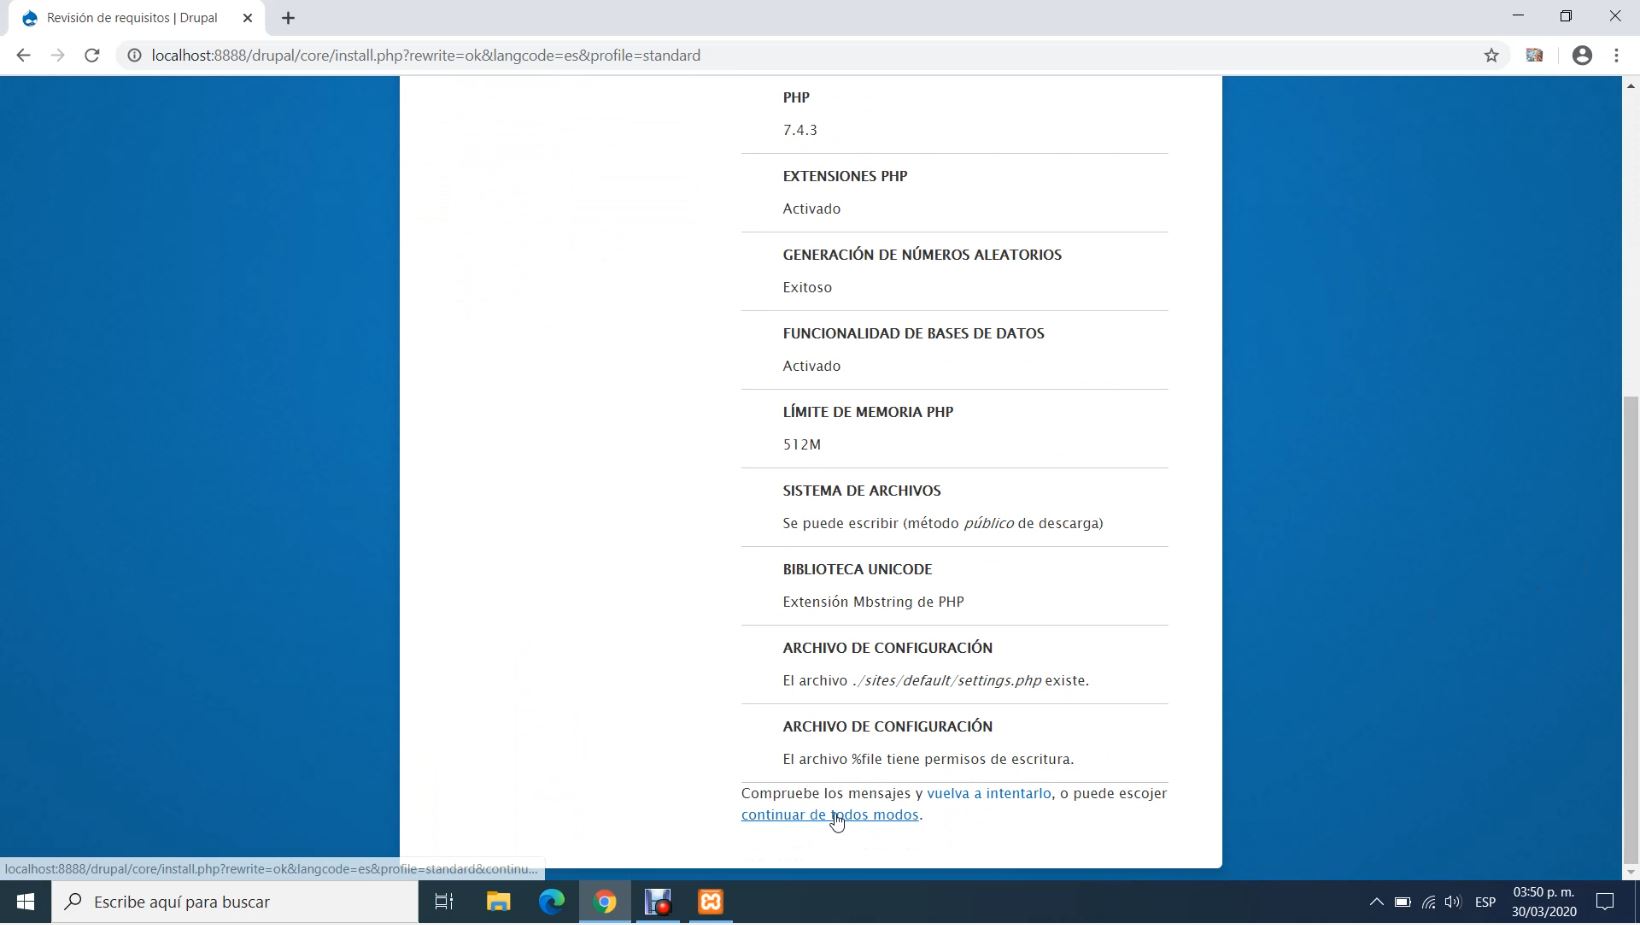 Revisión de requisitos | Drupal
localhost:8888/drupal/core/install.php?rewrite=ok&langcode=es&profile=standard
PHP
7.4.3
EXTENSIONES PHP
Activado
GENERACIÓN DE NÚMEROS ALEATORIOS
Exitoso
FUNCIONALIDAD DE BASES DE DATOS
Activado
LÍMITE DE MEMORIA PHP
512M
SISTEMA DE ARCHIVOS
Se puede escribir (método público de descarga)
BIBLIOTECA UNICODE
Extensión Mbstring de PHP
ARCHIVO DE CONFIGURACIÓN
El archivo ./sites/default/settings.php existe.
ARCHIVO DE CONFIGURACIÓN
El archivo %file tiene permisos de escritura.
Compruebe los mensajes y vuelva a intentarlo, o puede escojer
continuar de todos modos.
localhost:8888/drupal/core/install.php?rewrite=ok&langcode=es&profile=standard&continu...
Escribe aquí para buscar
ESP
03:50 p. m.
30/03/2020